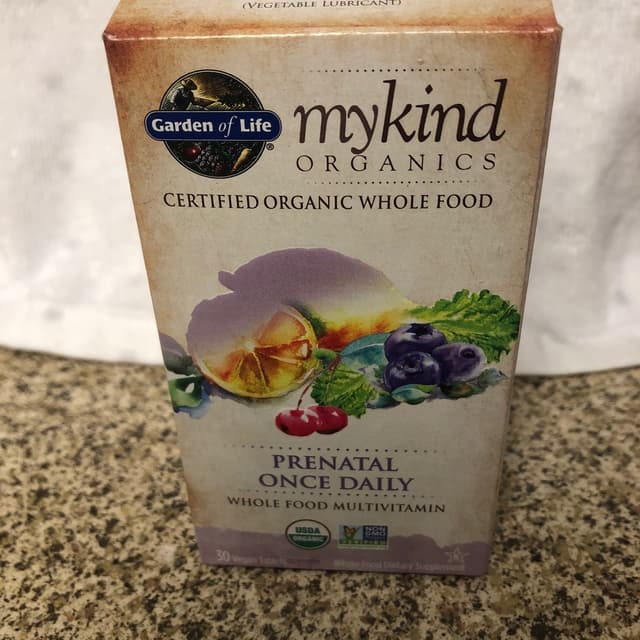 (VEGETABLE LUBRICANT)
Garden of Life®
mykind
ORGANICS
CERTIFIED ORGANIC WHOLE FOOD
PRENATAL
ONCE DAILY
WHOLE FOOD MULTIVITAMIN
USDA
ORGANIC
NON
GMO
30